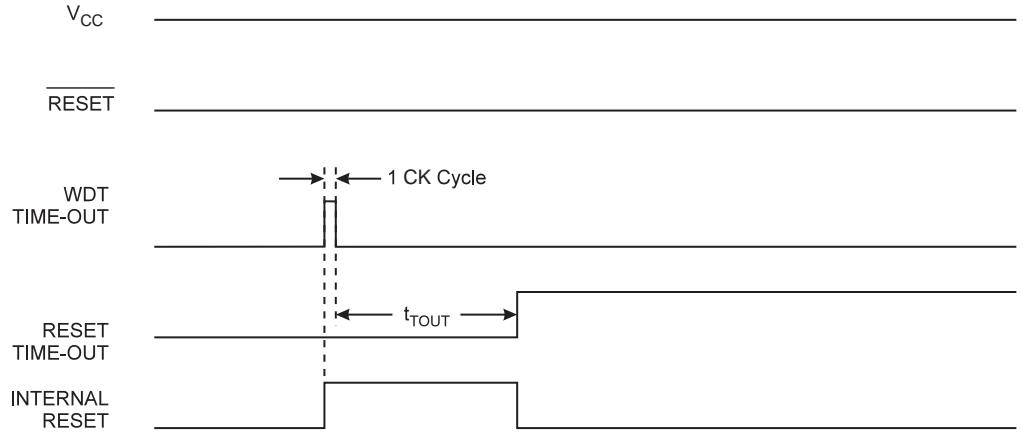 VCC
RESET
1 CK Cycle
WDT
TIME-OUT
tTOUT
RESET
TIME-OUT
INTERNAL
RESET